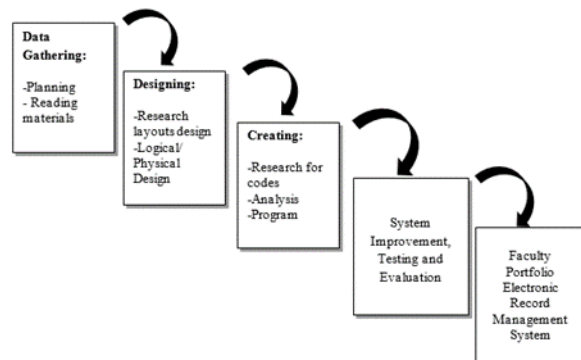 Data
Gathering:
-Planning
- Reading
materials
Designing:
-Research
layouts design
-Logical/
Physical
Design
Creating:
-Research for
codes
-Analysis
-Program
System
Improvement,
Testing and
Evaluation
Faculty
Portfolio
Electronic
Record
Management
System